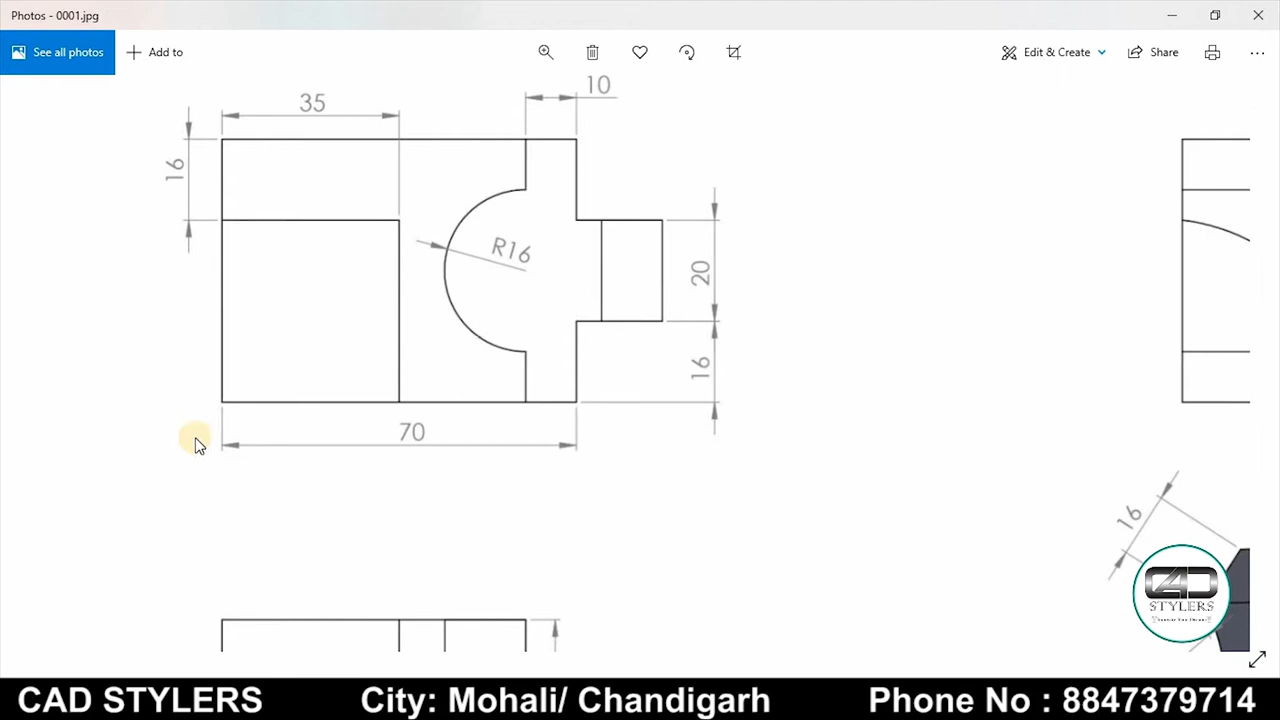 Photos - 0001.jpg
See all photos
Add to
Edit & Create
Share
10
35
16
R16
20
16
70
16
CAD
STYLERS
CAD STYLERS City: Mohali/ Chandigarh Phone No : 8847379714